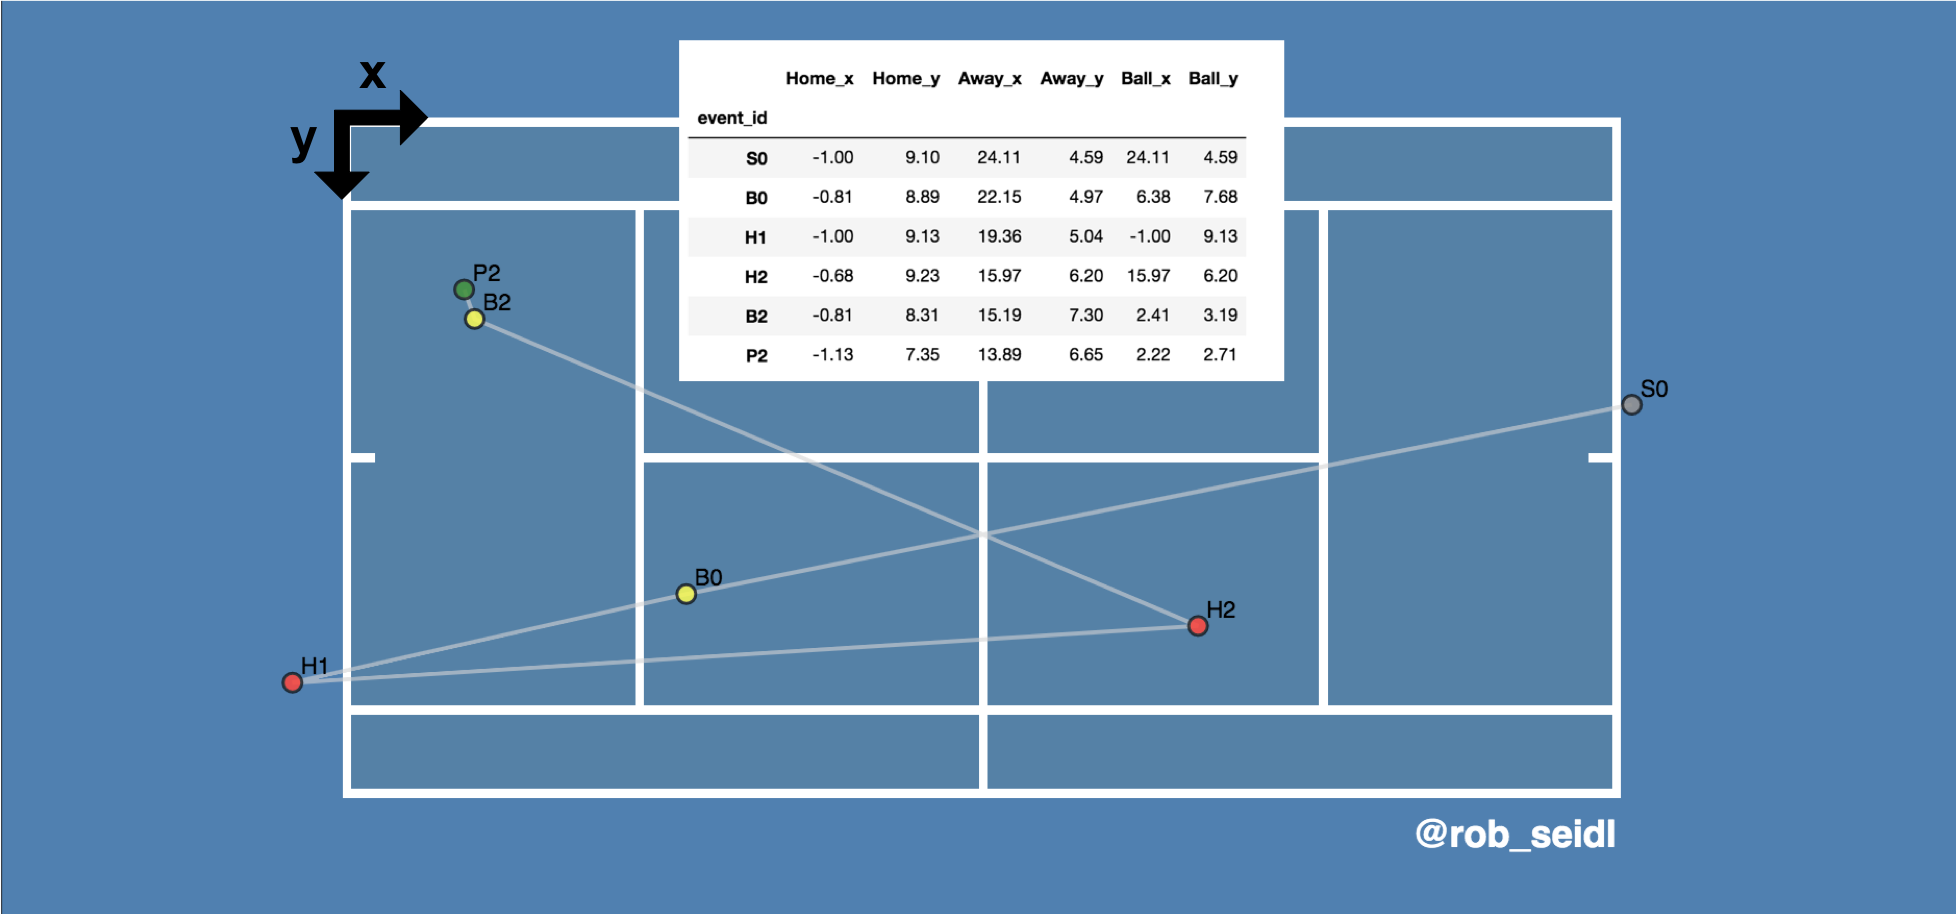 x
y
Home_x Home_y Away_x Away_y Ball_x Ball_y
event_id
S0 -1.00 9.10 24.11 4.59 24.11 4.59
B0 -0.81 8.89 22.15 4.97 6.38 7.68
H1 -1.00 9.13 19.36 5.04 -1.00 9.13
H2 -0.68 9.23 15.97 6.20 15.97 6.20
B2 -0.81 8.31 15.19 7.30 2.41 3.19
P2 -1.13 7.35 13.89 6.65 2.22 2.71
P2
B2
S0
B0
H2
H1
@rob_seidl